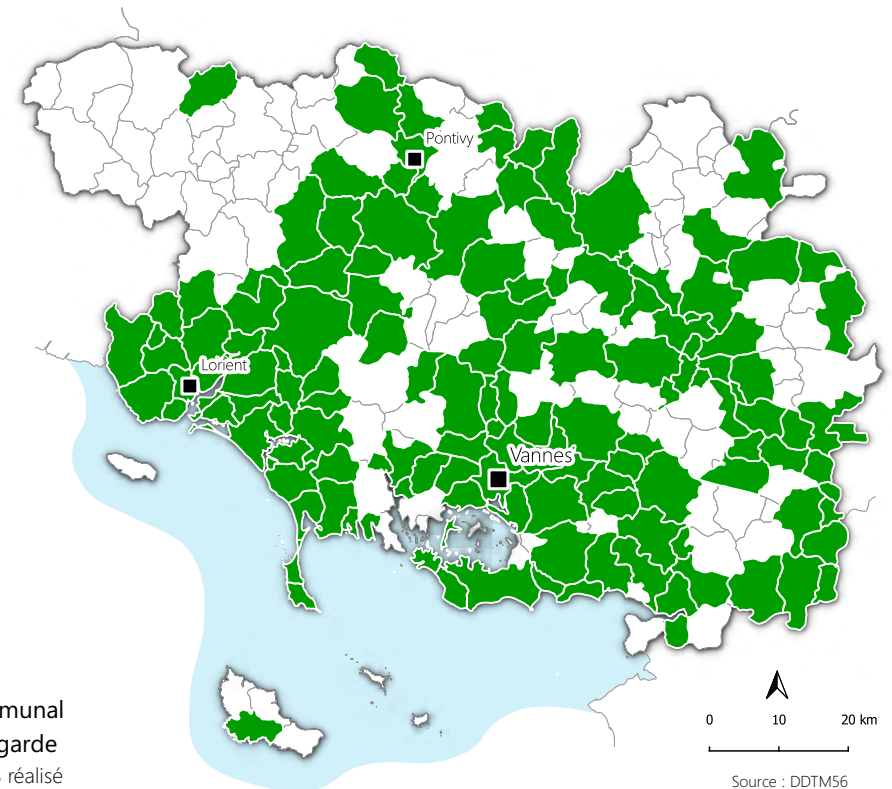 Pontivy
Lorient
Vannes
munal
garde
réalisé
0 10 20 km
Source : DDTM56